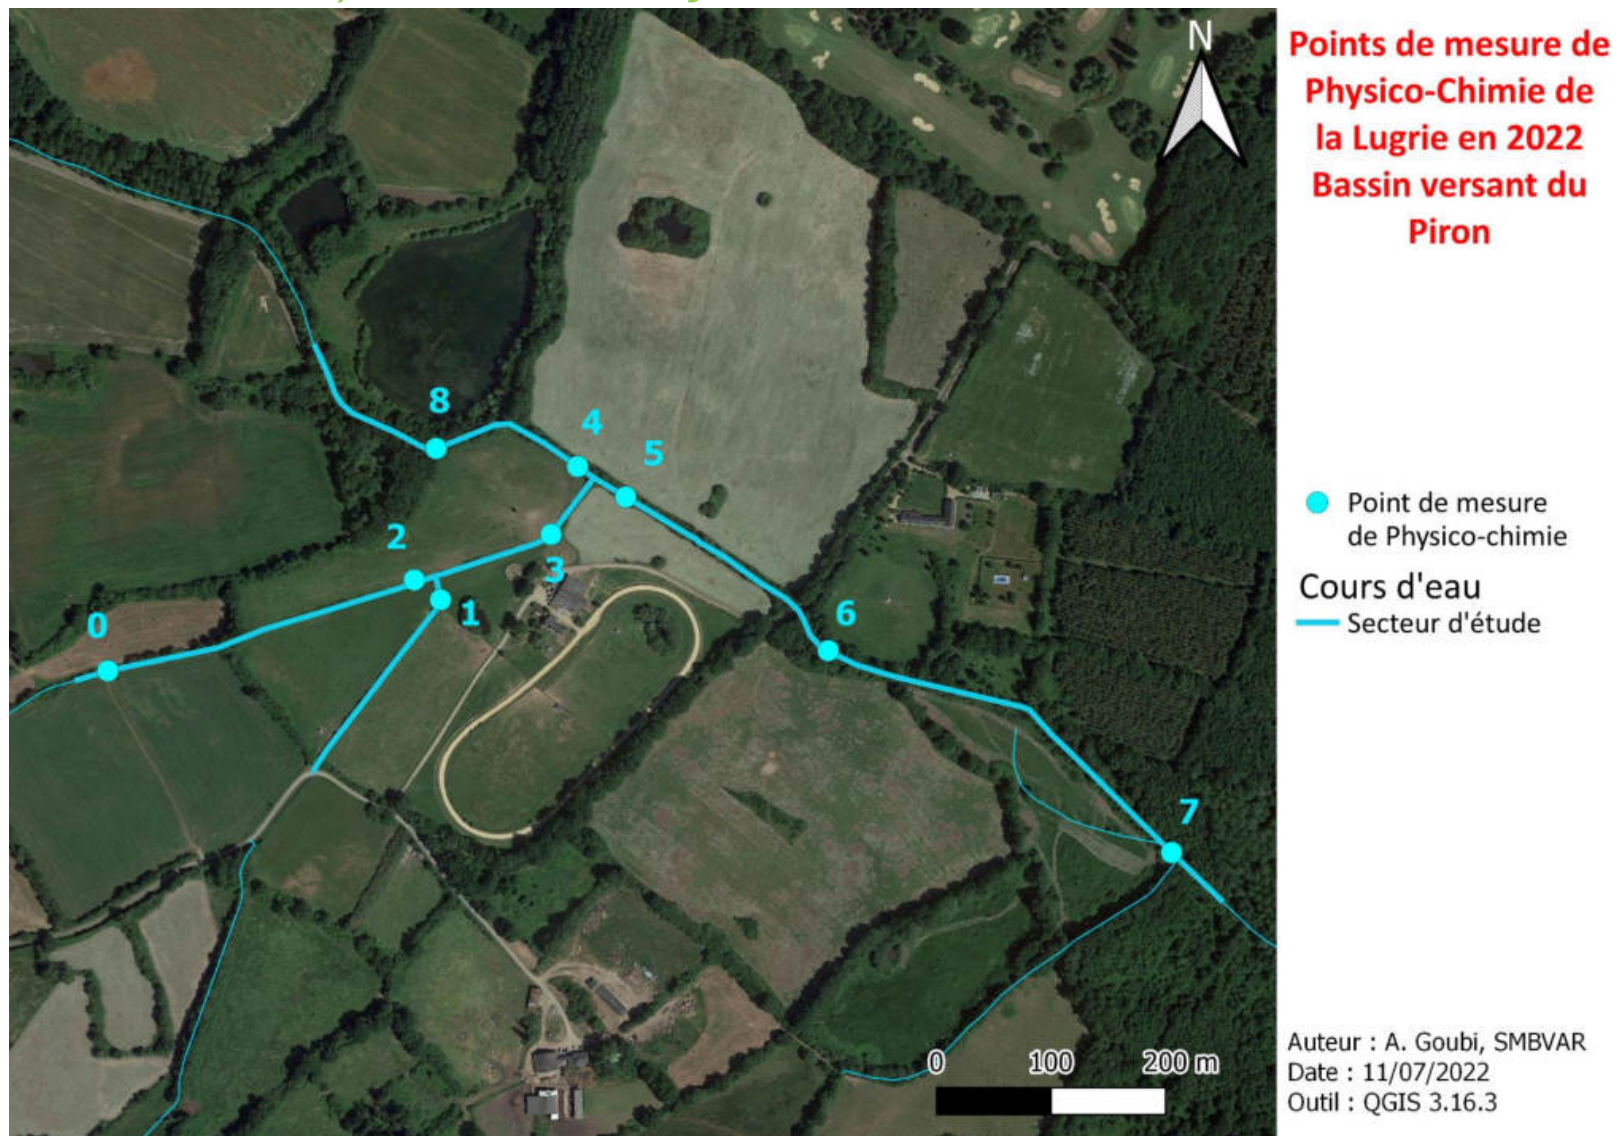 N
Points de mesure de
Physico-Chimie de
la Lugrie en 2022
Bassin versant du
Piron
8
4
5
2
3
1
0
6
7
Point de mesure
de Physico-chimie
Cours d'eau
Secteur d'étude
0 100 200 m
Auteur : A. Goubi, SMBVAR
Date : 11/07/2022
Outil : QGIS 3.16.3